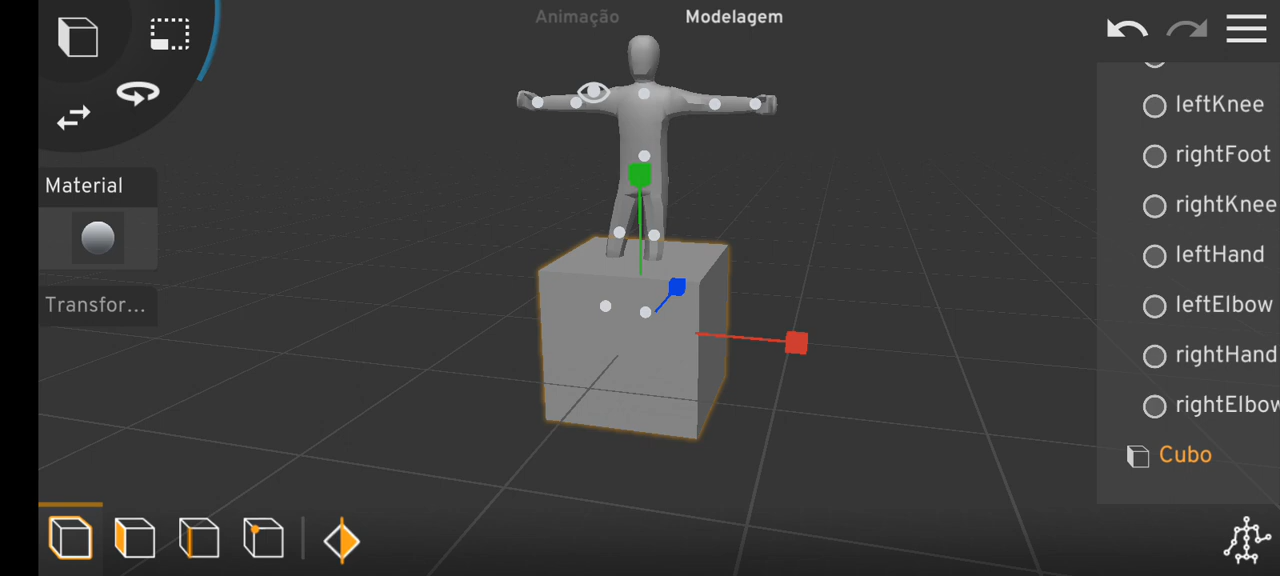 Animação
Modelagem
Material
Transfor...
leftKnee
rightFoot
rightKnee
leftHand
leftElbow
rightHand
rightElbow
Cubo